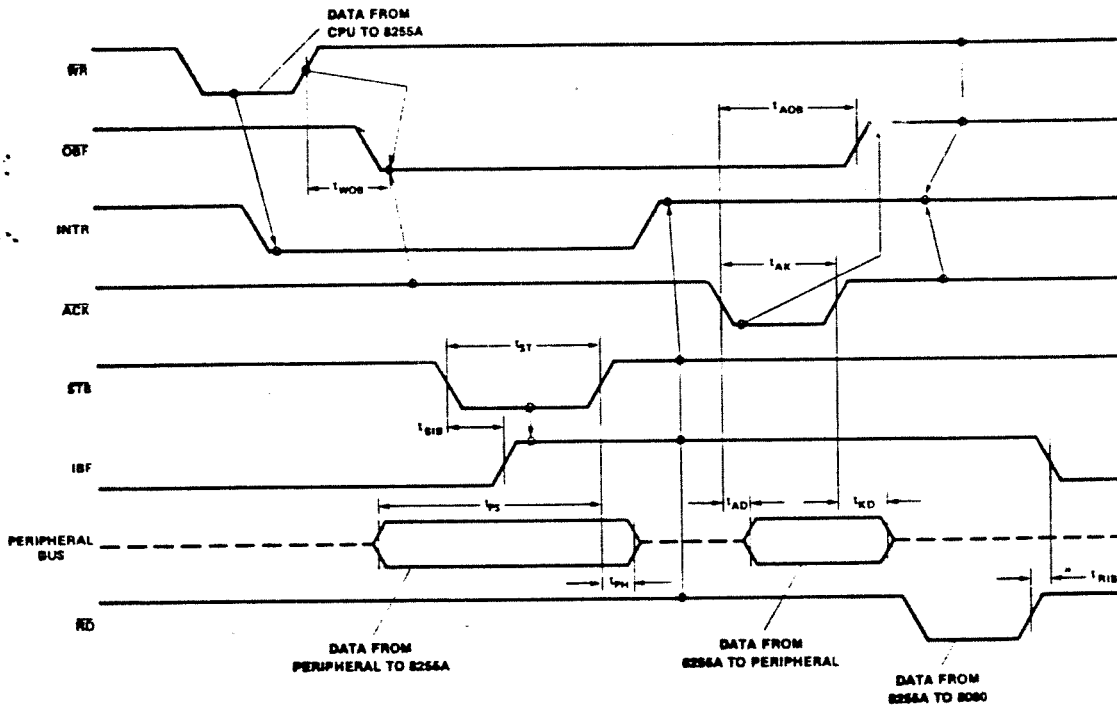 DATA FROM
CPU TO 8255A
WR
tAOB
OBF
tWOB
INTR
tAK
ACK
tST
STB
tSIB
IBF
tPS
tAD
tKD
PERIPHERAL
BUS
tPH
tRIB
RD
DATA FROM
PERIPHERAL TO 8255A
DATA FROM
8255A TO PERIPHERAL
DATA FROM
8255A TO 8080